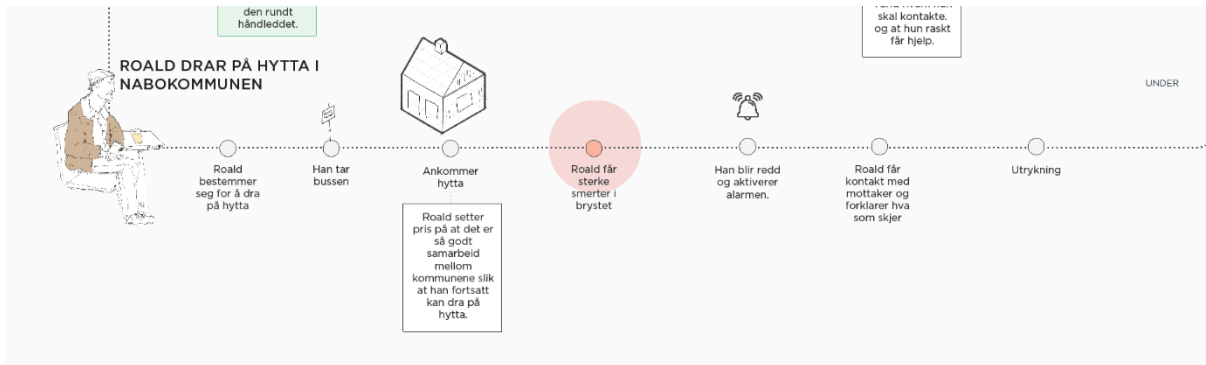 den rundt
håndleddet.
skal kontakte.
og at hun raskt
får hjelp.
ROALD DRAR PÅ HYTTA I
NABOKOMMUNEN
UNDER
Roald
bestemmer
seg for å dra
på hytta
Han tar
bussen
Ankommer
hytta
Roald får
sterke
smerter i
brystet
Han blir redd
og aktiverer
alarmen.
Roald får
kontakt med
mottaker og
forklarer hva
som skjer
Utrykning
Roald setter
pris på at det er
så godt
samarbeid
mellom
kommunene slik
at han fortsatt
kan dra på
hytta.